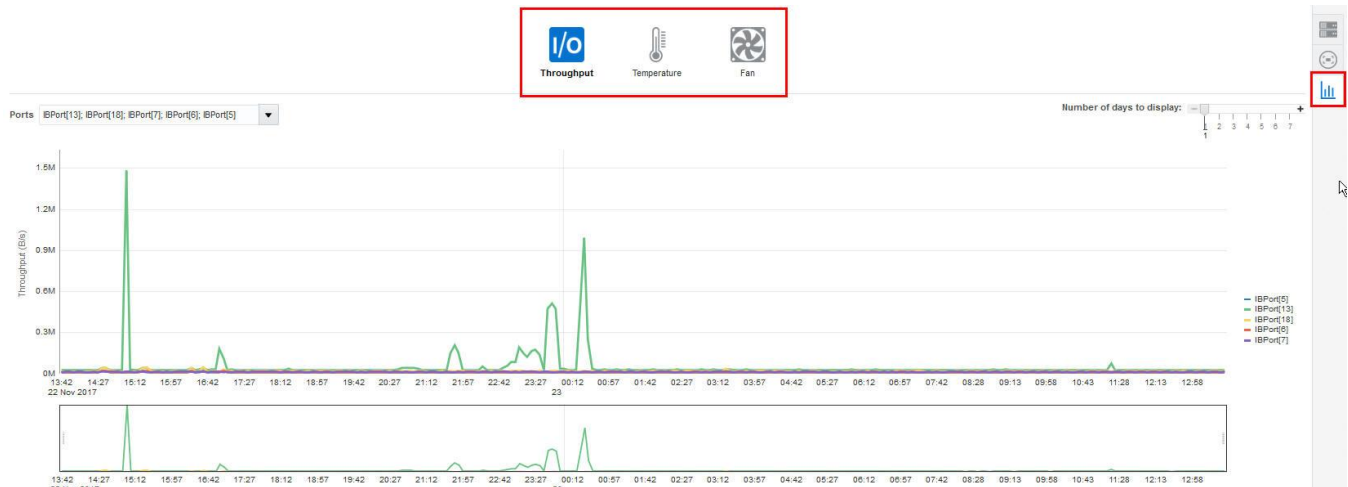 I/O
Throughput Temperature Fan
Ports IBPort[13]; IBPort[18]; IBPort[7]; IBPort[6]; IBPort[5]
Number of days to display: - +
1 2 3 4 5 6 7
1
1.5M
1.2M
0.9M
0.6M
0.3M
0M
Throughput (B/s)
IBPort[5]
IBPort[13]
IBPort[18]
IBPort[6]
IBPort[7]
13:42 14:27 15:12 15:57 16:42 17:27 18:12 18:57 19:42 20:27 21:12 21:57 22:42 23:27 00:12 00:57 01:42 02:27 03:12 03:57 04:42 05:27 06:12 06:57 07:42 08:28 09:13 09:58 10:43 11:28 12:13 12:58
22 Nov 2017 23
13:42 14:27 15:12 15:57 16:42 17:27 18:12 18:57 19:42 20:27 21:12 21:57 22:42 23:27 00:12 00:57 01:42 02:27 03:12 03:57 04:42 05:27 06:12 06:57 07:42 08:28 09:13 09:58 10:43 11:28 12:13 12:58